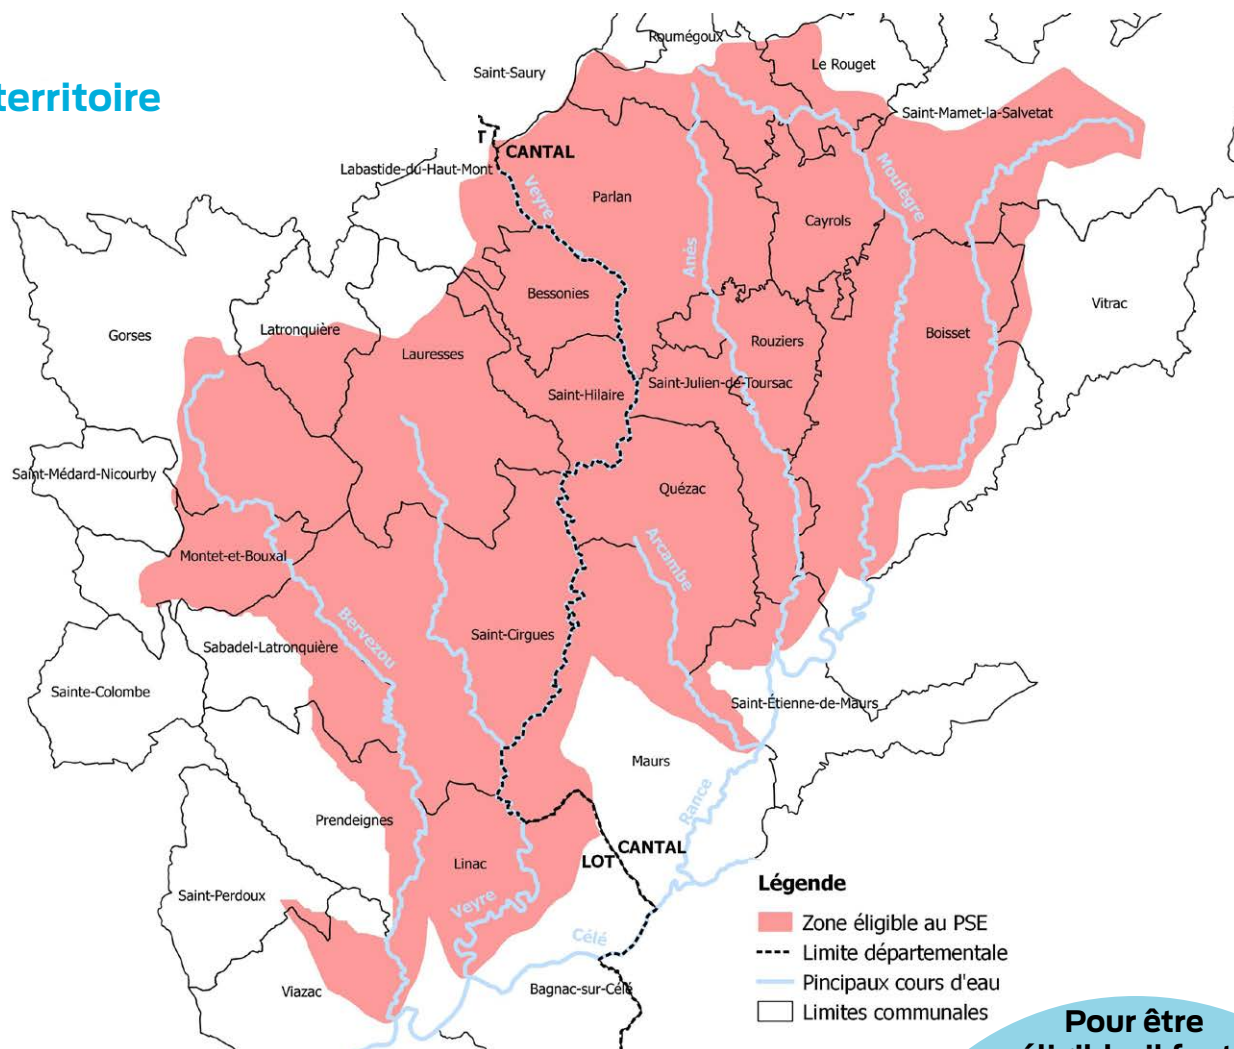 territoire
Roumégoux
Le Rouget
Saint-Saury
Saint-Mamet-la-Salvetat
T
CANTAL
Labastide-du-Haut-Mont
Veyre
Parlan
Moulègre
Cayrols
Anès
Bessonies
Vitrac
Gorses
Latronquière
Boisset
Lauresses
Rouziers
Saint-Julien-de-Toursac
Saint-Hilaire
Saint-Médard-Nicourby
Quézac
Montet-et-Bouxal
Arcambe
Bervezou
Saint-Cirgues
Sabadel-Latronquière
Sainte-Colombe
Saint-Étienne-de-Maurs
Maurs
Rance
Prendeignes
CANTAL
LOT
Linac
Saint-Perdoux
Veyre
Célé
Viazac
Bagnac-sur-Célé
Légende
Zone éligible au PSE
Limite départementale
Pincipaux cours d'eau
Limites communales
Pour être